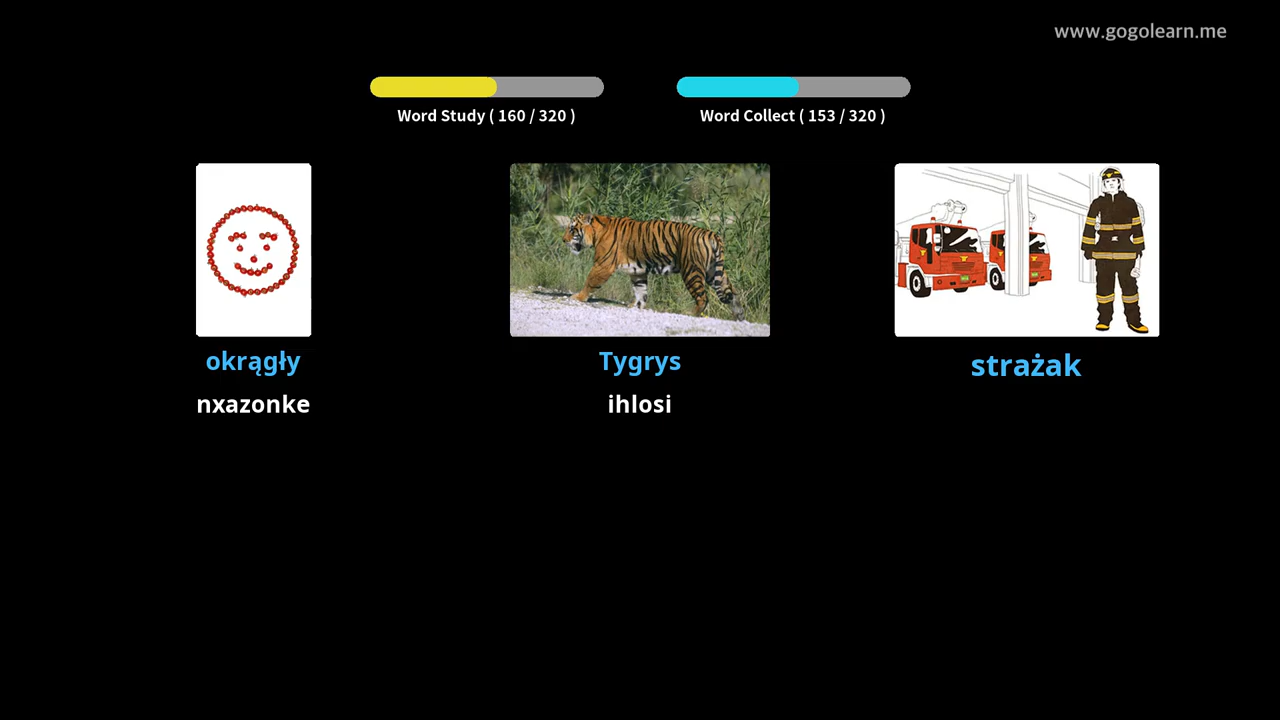 www.gogolearn.me
Word Study ( 160 / 320 )
Word Collect ( 153 / 320 )
okrągły
Tygrys
strażak
nxazonke
ihlosi